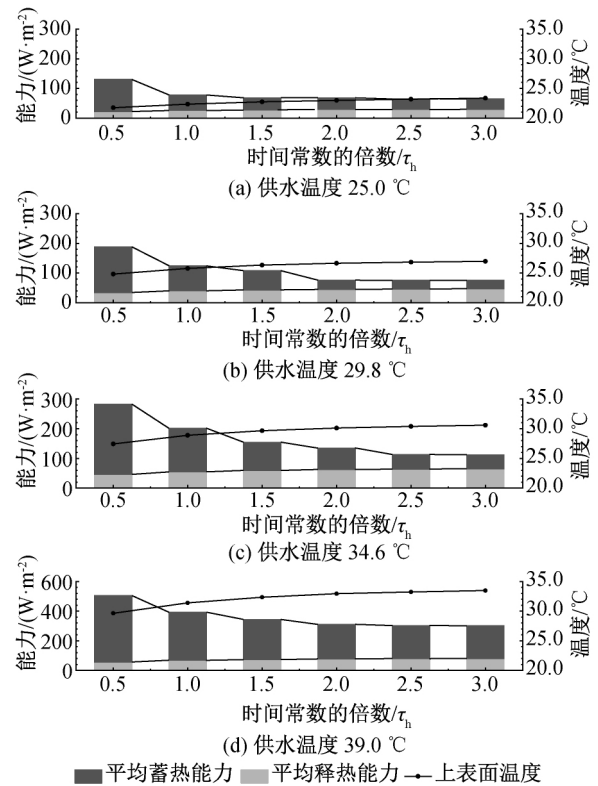 300
200
100
0
能力/(W·m⁻²)
35.0
30.0
25.0
20.0
温度/℃
0.5 1.0 1.5 2.0 2.5 3.0
时间常数的倍数/τh
(a) 供水温度 25.0 ℃
300
200
100
0
能力/(W·m⁻²)
35.0
30.0
25.0
20.0
温度/℃
0.5 1.0 1.5 2.0 2.5 3.0
时间常数的倍数/τh
(b) 供水温度 29.8 ℃
300
200
100
0
能力/(W·m⁻²)
35.0
30.0
25.0
20.0
温度/℃
0.5 1.0 1.5 2.0 2.5 3.0
时间常数的倍数/τh
(c) 供水温度 34.6 ℃
600
400
200
0
能力/(W·m⁻²)
35.0
30.0
25.0
20.0
温度/℃
0.5 1.0 1.5 2.0 2.5 3.0
时间常数的倍数/τh
(d) 供水温度 39.0 ℃
平均蓄热能力 平均释热能力 上表面温度